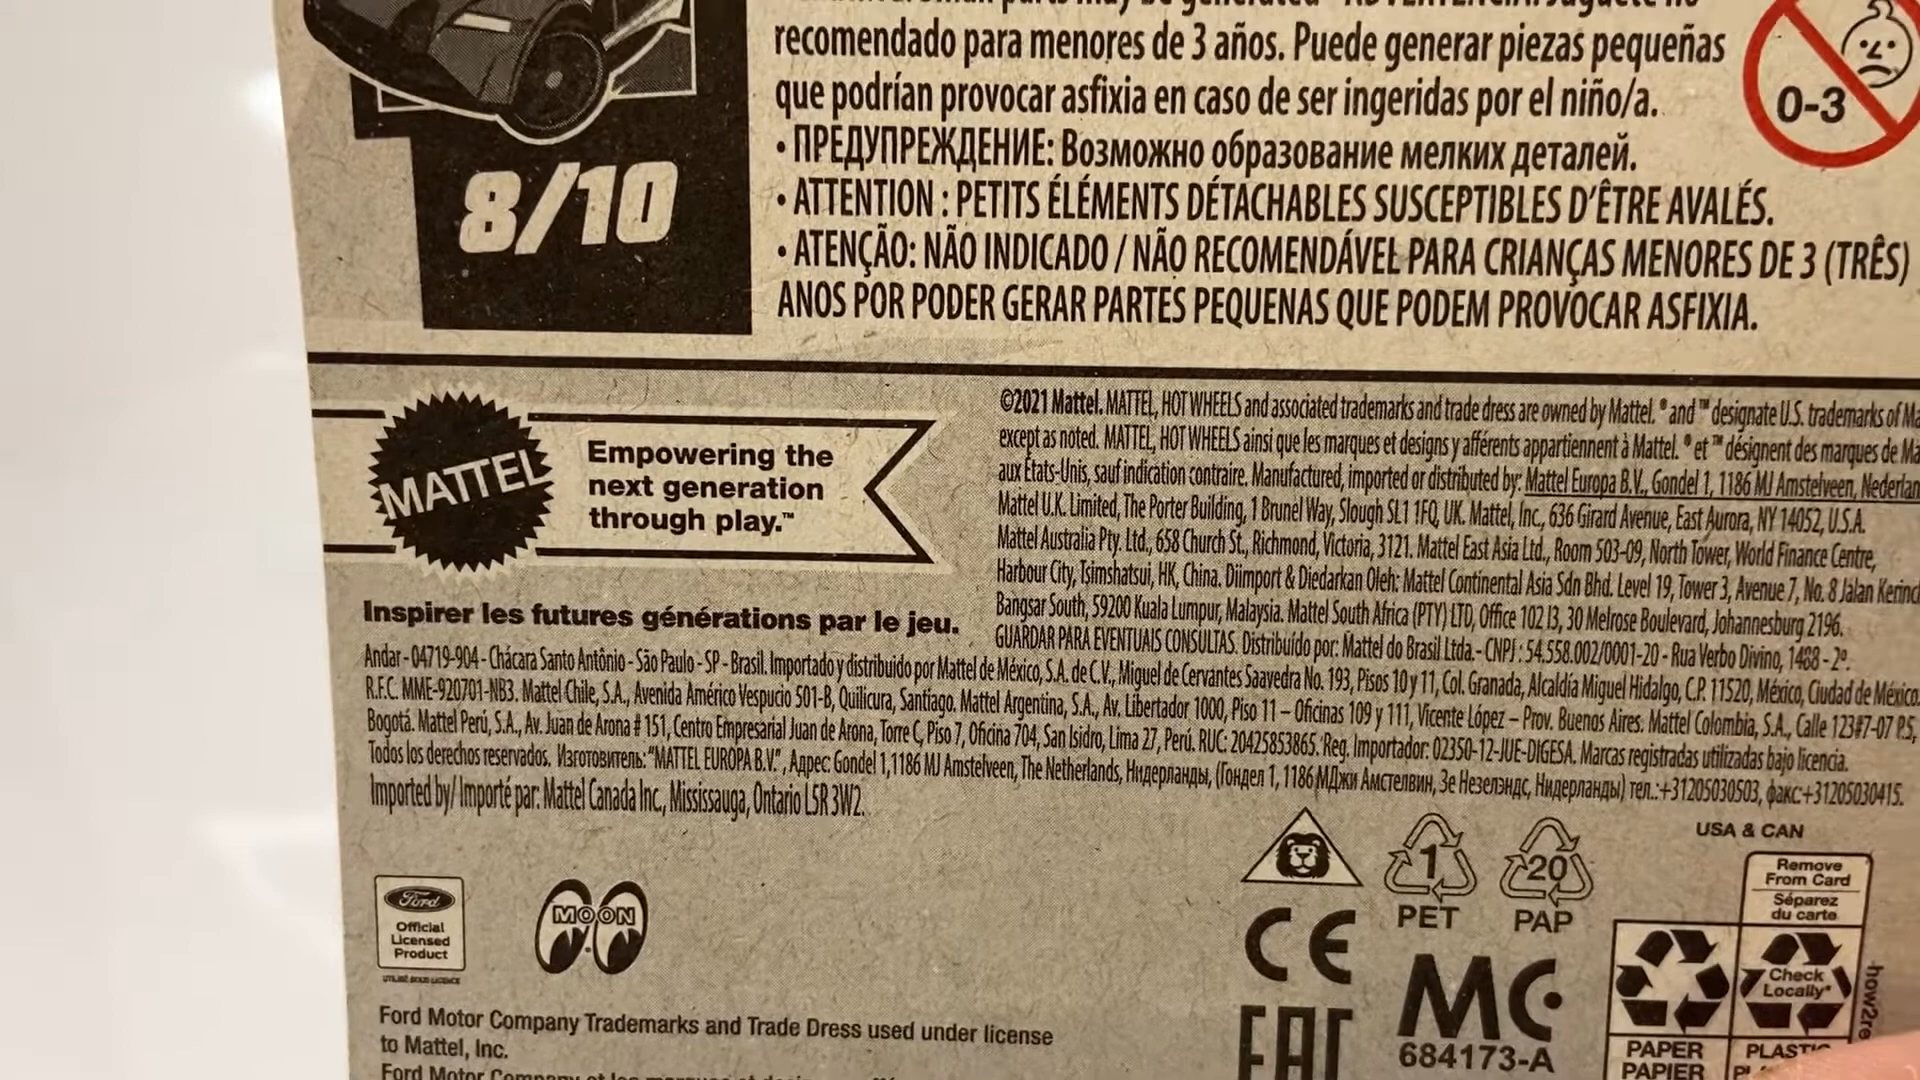 recomendado para menores de 3 años. Puede generar piezas pequeñas
que podrían provocar asfixia en caso de ser ingeridas por el niño/a.
0-3
• ПРЕДУПРЕЖДЕНИЕ: Возможно образование мелких деталей.
• ATTENTION : PETITS ÉLÉMENTS DÉTACHABLES SUSCEPTIBLES D'ÊTRE AVALÉS.
• ATENÇÃO: NÃO INDICADO / NÃO RECOMENDÁVEL PARA CRIANÇAS MENORES DE 3 (TRÊS)
ANOS POR PODER GERAR PARTES PEQUENAS QUE PODEM PROVOCAR ASFIXIA.
8/10
MATTEL
Empowering the
next generation
through play.™
Inspirer les futures générations par le jeu.
©2021 Mattel. MATTEL, HOT WHEELS and associated trademarks and trade dress are owned by Mattel. ® and ™ designate U.S. trademarks of
except as noted. MATTEL, HOT WHEELS ainsi que les marques et designs y afférents appartiennent à Mattel. ® et ™ désignent des marques de
aux États-Unis, sauf indication contraire. Manufactured, imported or distributed by: Mattel Europa B.V., Gondel 1, 1186 MJ Amstelveen,
Mattel U.K. Limited, The Porter Building, 1 Brunel Way, Slough SL1 1FQ, UK. Mattel, Inc., 636 Girard Avenue, East Aurora, NY 14052, U.S.A.
Mattel Australia Pty. Ltd., 658 Church St., Richmond, Victoria, 3121. Mattel East Asia Ltd., Room 503-09, North Tower, World Finance Centre,
Harbour City, Tsimshatsui, HK, China. Diimport & Diedarkan Oleh: Mattel Continental Asia Sdn Bhd. Level 19, Tower 3, Avenue 7, No. 8 Jalan
Bangsar South, 59200 Kuala Lumpur, Malaysia. Mattel South Africa (PTY) LTD, Office 102 I3, 30 Melrose Boulevard, Johannesburg 2196.
GUARDAR PARA EVENTUAIS CONSULTAS. Distribuído por: Mattel do Brasil Ltda.- CNPJ : 54.558.002/0001-20 - Rua Verbo Divino, 1488 - 2º.
Andar - 04719-904 - Chácara Santo Antônio - São Paulo - SP - Brasil. Importado y distribuido por Mattel de México, S.A. de C.V., Miguel de Cervantes Saavedra No. 193, Pisos 10 y 11, Col. Granada, Alcaldía Miguel Hidalgo, C.P. 11520, México, Ciudad de México.
R.F.C. MME-920701-NB3. Mattel Chile, S.A., Avenida Américo Vespucio 501-B, Quilicura, Santiago. Mattel Argentina, S.A., Av. Libertador 1000, Piso 11 – Oficinas 109 y 111, Vicente López – Prov. Buenos Aires. Mattel Colombia, S.A., Calle 123#7-07 P.5,
Bogotá. Mattel Perú, S.A., Av. Juan de Arona # 151, Centro Empresarial Juan de Arona, Torre C, Piso 7, Oficina 704, San Isidro, Lima 27, Perú. RUC: 20425853865. Reg. Importador: 02350-12-JUE-DIGESA. Marcas registradas utilizadas bajo licencia.
Todos los derechos reservados. Изготовитель: "MATTEL EUROPA B.V.", Адрес: Gondel 1, 1186 MJ Amstelveen, The Netherlands, Нидерланды, (Гондел 1, 1186 МДжи Амстелвин, Зе Незелэндс, Нидерланды) тел.:+31205030503, факс:+31205030415.
Imported by/ Importé par: Mattel Canada Inc., Mississauga, Ontario L5R 3W2.
Ford
Official
Licensed
Product
UTILISÉ SOUS LICENCE
MOON
1
PET
20
PAP
CE
EAC
MC
684173-A
USA & CAN
Remove
From Card
Séparez
du carte
Check
Locally*
PAPER
PAPIER
Ford Motor Company Trademarks and Trade Dress used under license
to Mattel, Inc.